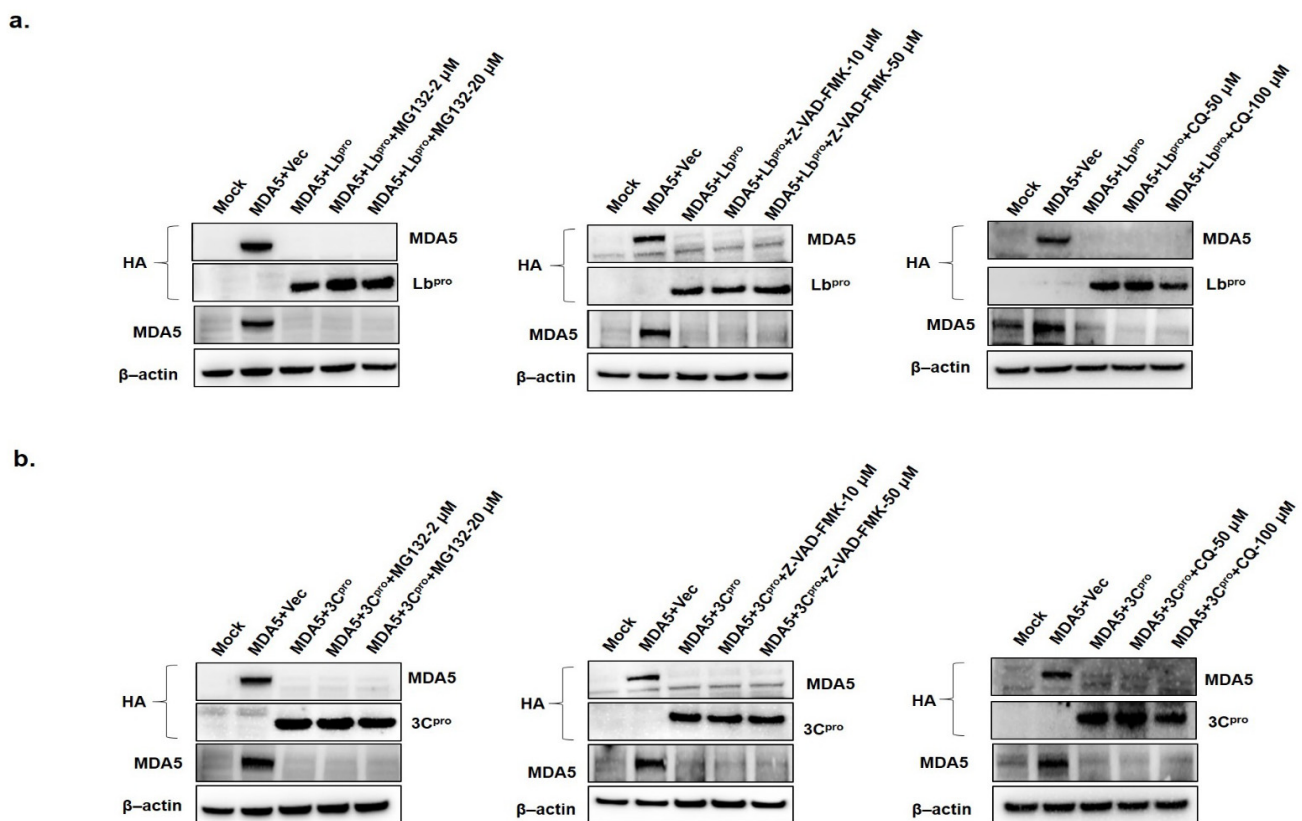 a.
Mock
MDA5+Vec
MDA5+Lbpro
MDA5+Lbpro+MG132-2 µM
MDA5+Lbpro+MG132-20 µM
HA
MDA5
Lbpro
MDA5
β–actin
Mock
MDA5+Vec
MDA5+Lbpro
MDA5+Lbpro+Z-VAD-FMK-10 µM
MDA5+Lbpro+Z-VAD-FMK-50 µM
HA
MDA5
Lbpro
MDA5
β–actin
Mock
MDA5+Vec
MDA5+Lbpro
MDA5+Lbpro+CQ-50 µM
MDA5+Lbpro+CQ-100 µM
HA
MDA5
Lbpro
MDA5
β–actin
b.
Mock
MDA5+Vec
MDA5+3Cpro
MDA5+3Cpro+MG132-2 µM
MDA5+3Cpro+MG132-20 µM
HA
MDA5
3Cpro
MDA5
β–actin
Mock
MDA5+Vec
MDA5+3Cpro
MDA5+3Cpro+Z-VAD-FMK-10 µM
MDA5+3Cpro+Z-VAD-FMK-50 µM
HA
MDA5
3Cpro
MDA5
β–actin
Mock
MDA5+Vec
MDA5+3Cpro
MDA5+3Cpro+CQ-50 µM
MDA5+3Cpro+CQ-100 µM
HA
MDA5
3Cpro
MDA5
β–actin